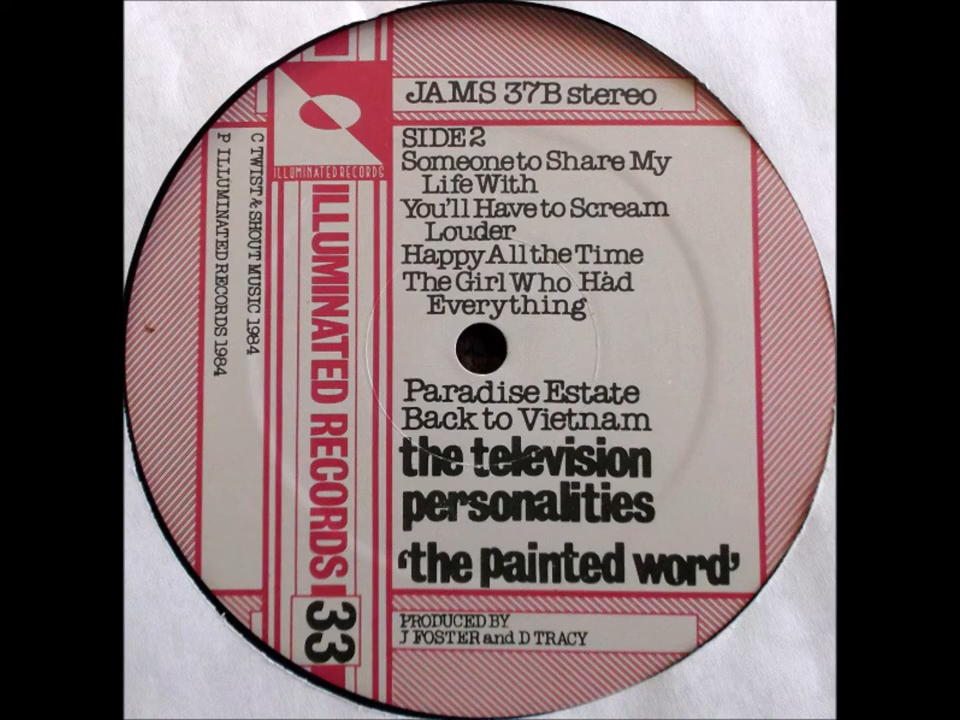 JAMS 37B stereo
SIDE 2
Someone to Share My
Life With
You'll Have to Scream
Louder
Happy All the Time
The Girl Who Had
Everything
Paradise Estate
Back to Vietnam
the television
personalities
'the painted word'
PRODUCED BY
J FOSTER and D TRACY
ILLUMINATED RECORDS
ILLUMINATED RECORDS
33
C TWIST & SHOUT MUSIC 1984
P ILLUMINATED RECORDS 1984